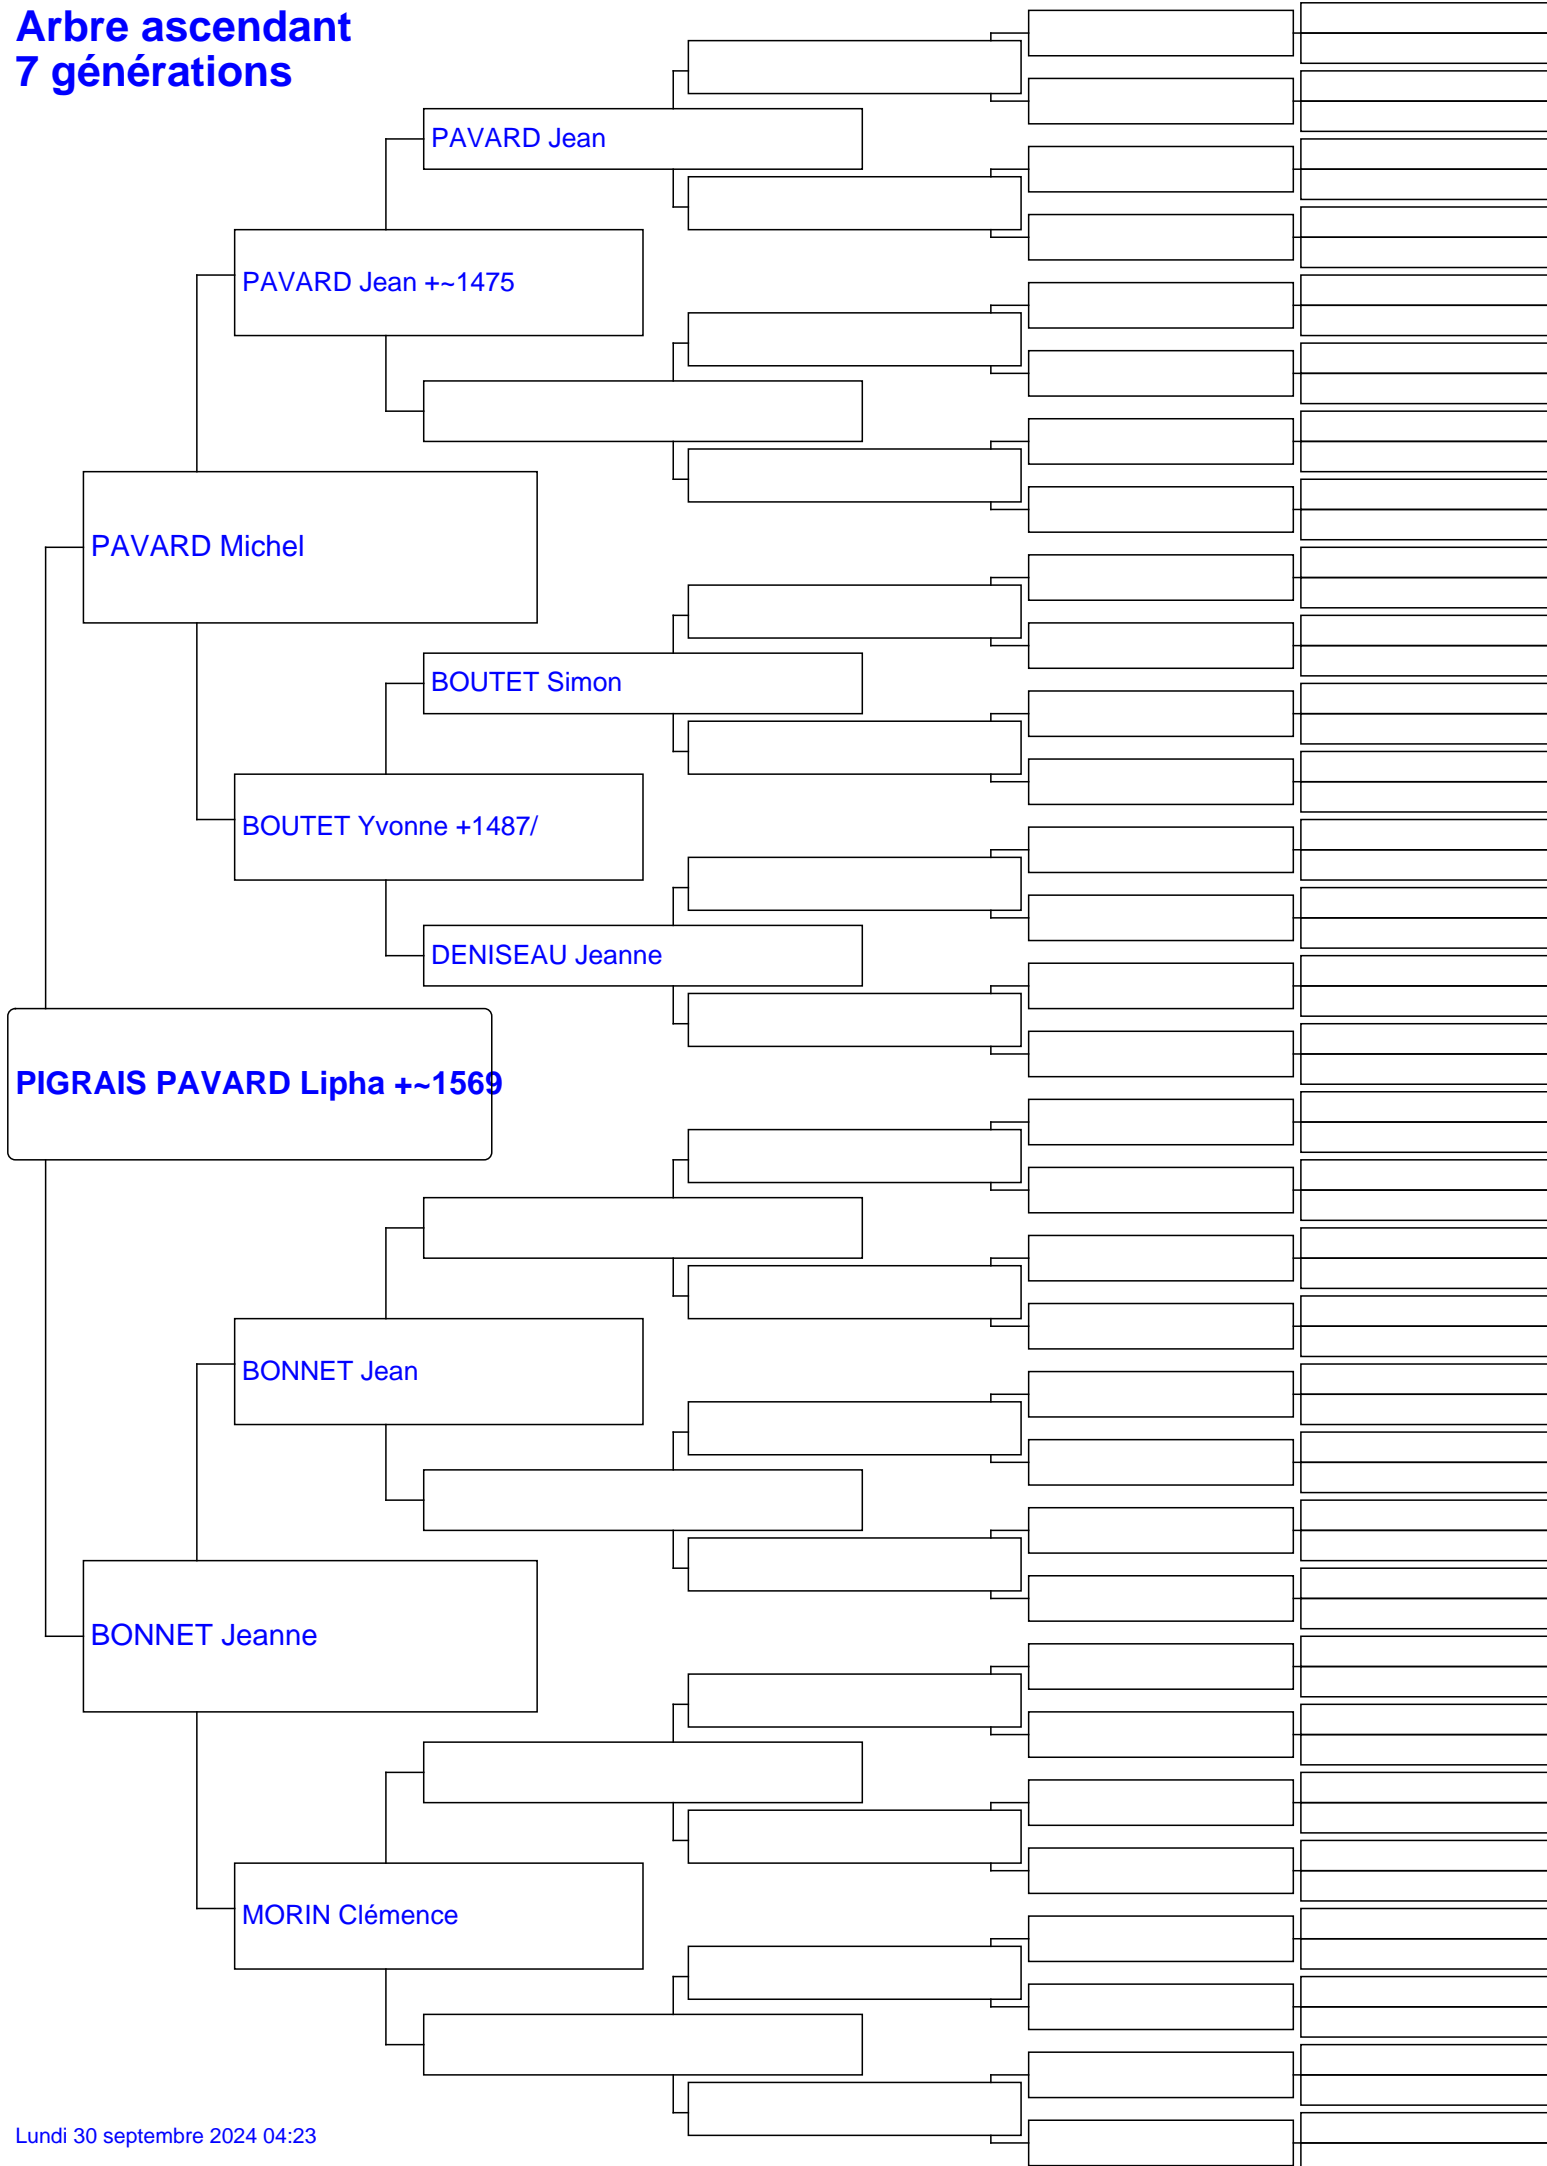 Arbre ascendant
7 générations
PAVARD Jean
PAVARD Jean +~1475
PAVARD Michel
BOUTET Simon
BOUTET Yvonne +1487/
DENISEAU Jeanne
PIGRAIS PAVARD Lipha +~1569
BONNET Jean
BONNET Jeanne
MORIN Clémence
Lundi 30 septembre 2024 04:23